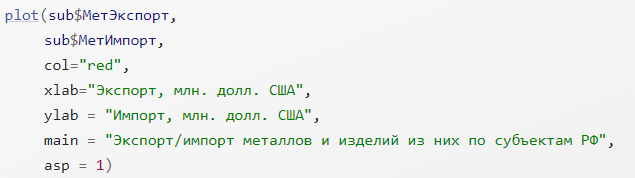 plot(sub$МетЭкспорт,
sub$МетИмпорт,
col="red",
xlab="Экспорт, млн. долл. США",
ylab = "Импорт, млн. долл. США",
main = "Экспорт/импорт металлов и изделий из них по субъектам РФ",
asp = 1)